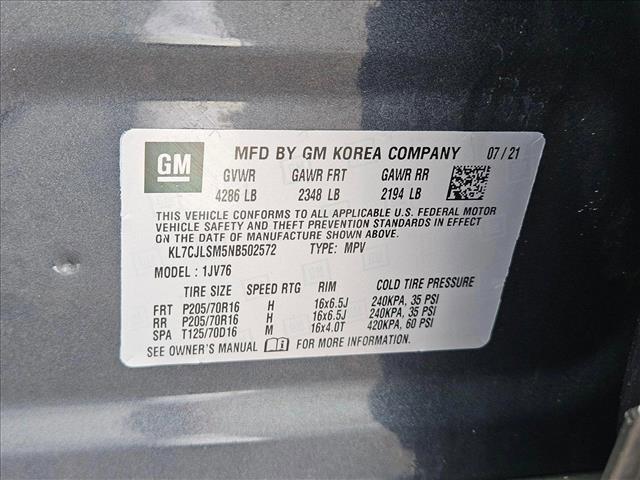 GM MFD BY GM KOREA COMPANY 07/21
GVWR GAWR FRT GAWR RR
4286 LB 2348 LB 2194 LB
THIS VEHICLE CONFORMS TO ALL APPLICABLE U.S. FEDERAL MOTOR
VEHICLE SAFETY AND THEFT PREVENTION STANDARDS IN EFFECT
ON THE DATE OF MANUFACTURE SHOWN ABOVE.
KL7CJLSM5NB502572 TYPE: MPV
MODEL : 1JV76
TIRE SIZE SPEED RTG RIM COLD TIRE PRESSURE
FRT P205/70R16 H 16x6.5J 240KPA, 35 PSI
RR P205/70R16 H 16x6.5J 240KPA, 35 PSI
SPA T125/70D16 M 16x4.0T 420KPA, 60 PSI
SEE OWNER'S MANUAL FOR MORE INFORMATION